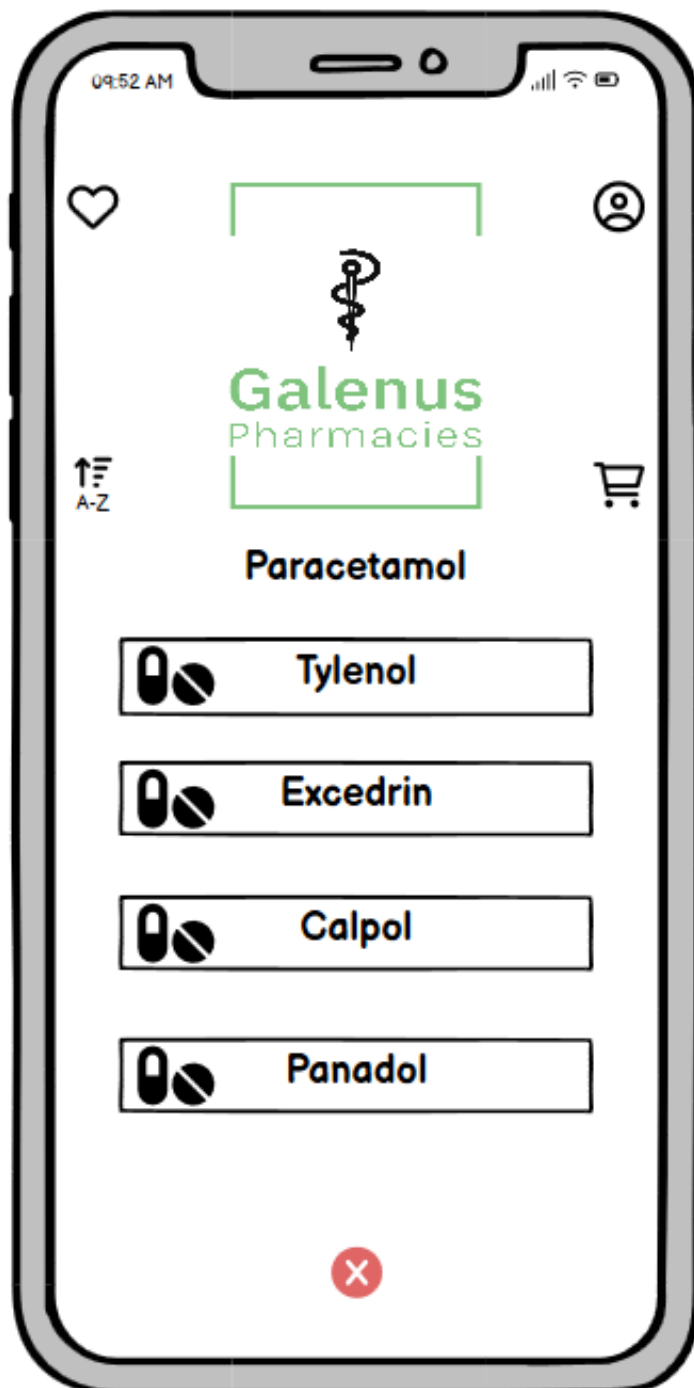 09:52 AM
Galenus
Pharmacies
A-Z
Paracetamol
Tylenol
Excedrin
Calpol
Panadol